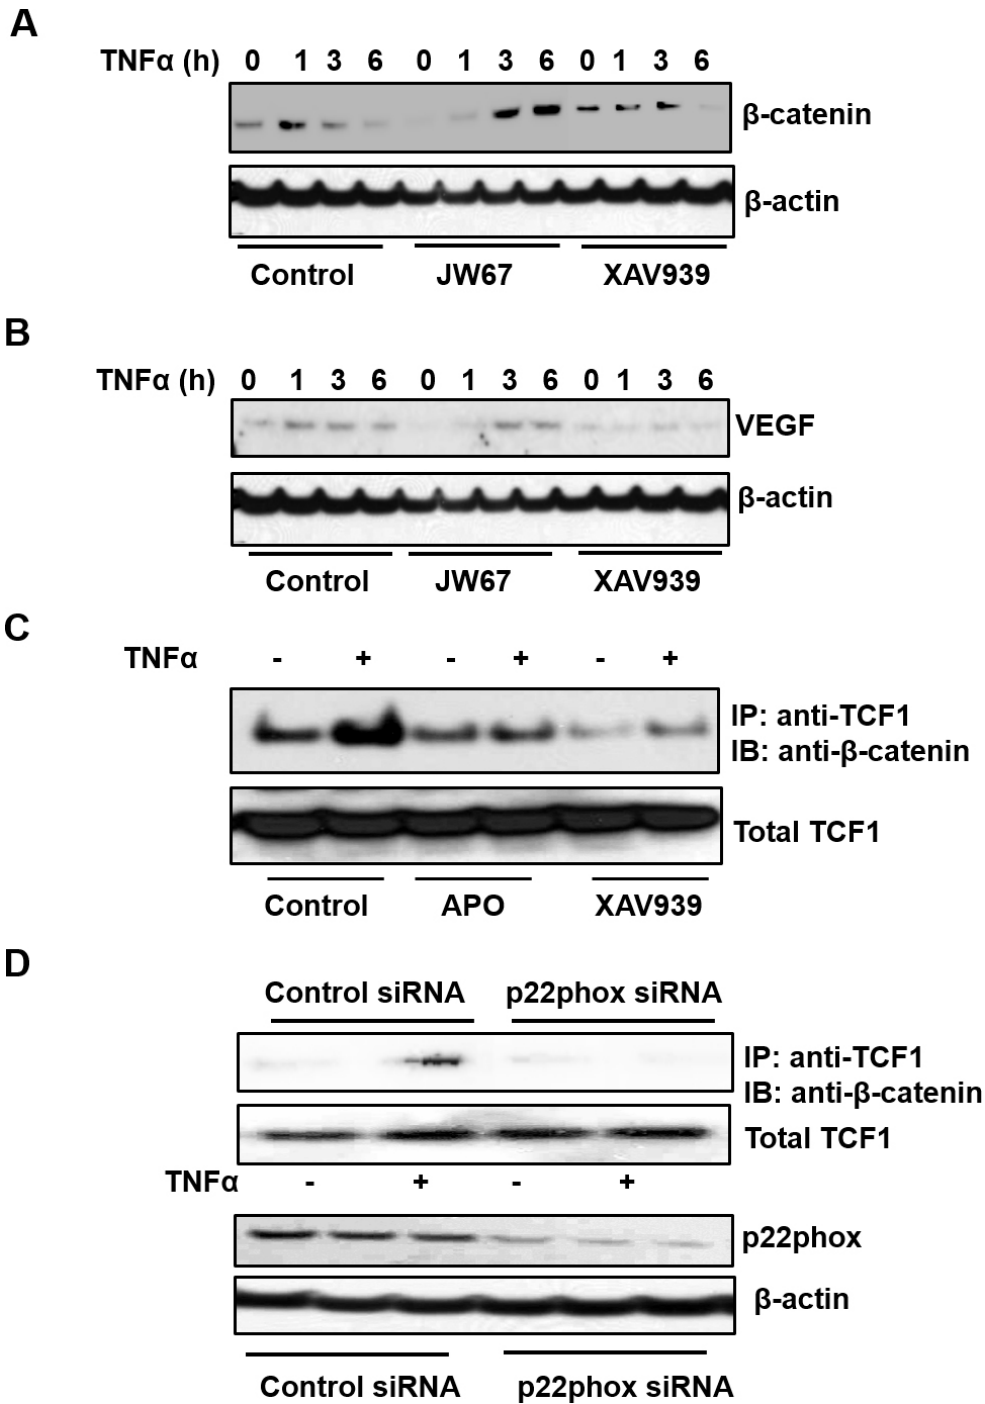 A
TNFα (h) 0 1 3 6 0 1 3 6 0 1 3 6
β-catenin
β-actin
Control JW67 XAV939
B
TNFα (h) 0 1 3 6 0 1 3 6 0 1 3 6
VEGF
β-actin
Control JW67 XAV939
C
TNFα - + - + - +
IP: anti-TCF1
IB: anti-β-catenin
Total TCF1
Control APO XAV939
D
Control siRNA p22phox siRNA
IP: anti-TCF1
IB: anti-β-catenin
Total TCF1
TNFα - + - +
p22phox
β-actin
Control siRNA p22phox siRNA